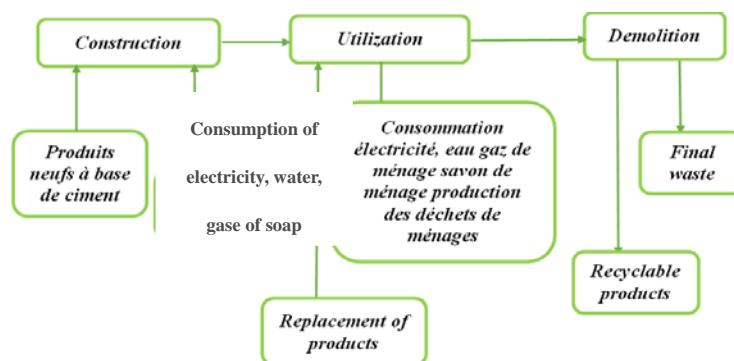 Construction
Utilization
Demolition
Consumption of
electricity, water,
gase of soap
Produits
neufs à base
de ciment
Consommation
électricité, eau gaz de
ménage savon de
ménage production
des déchets de
ménages
Final
waste
Recyclable
products
Replacement of
products